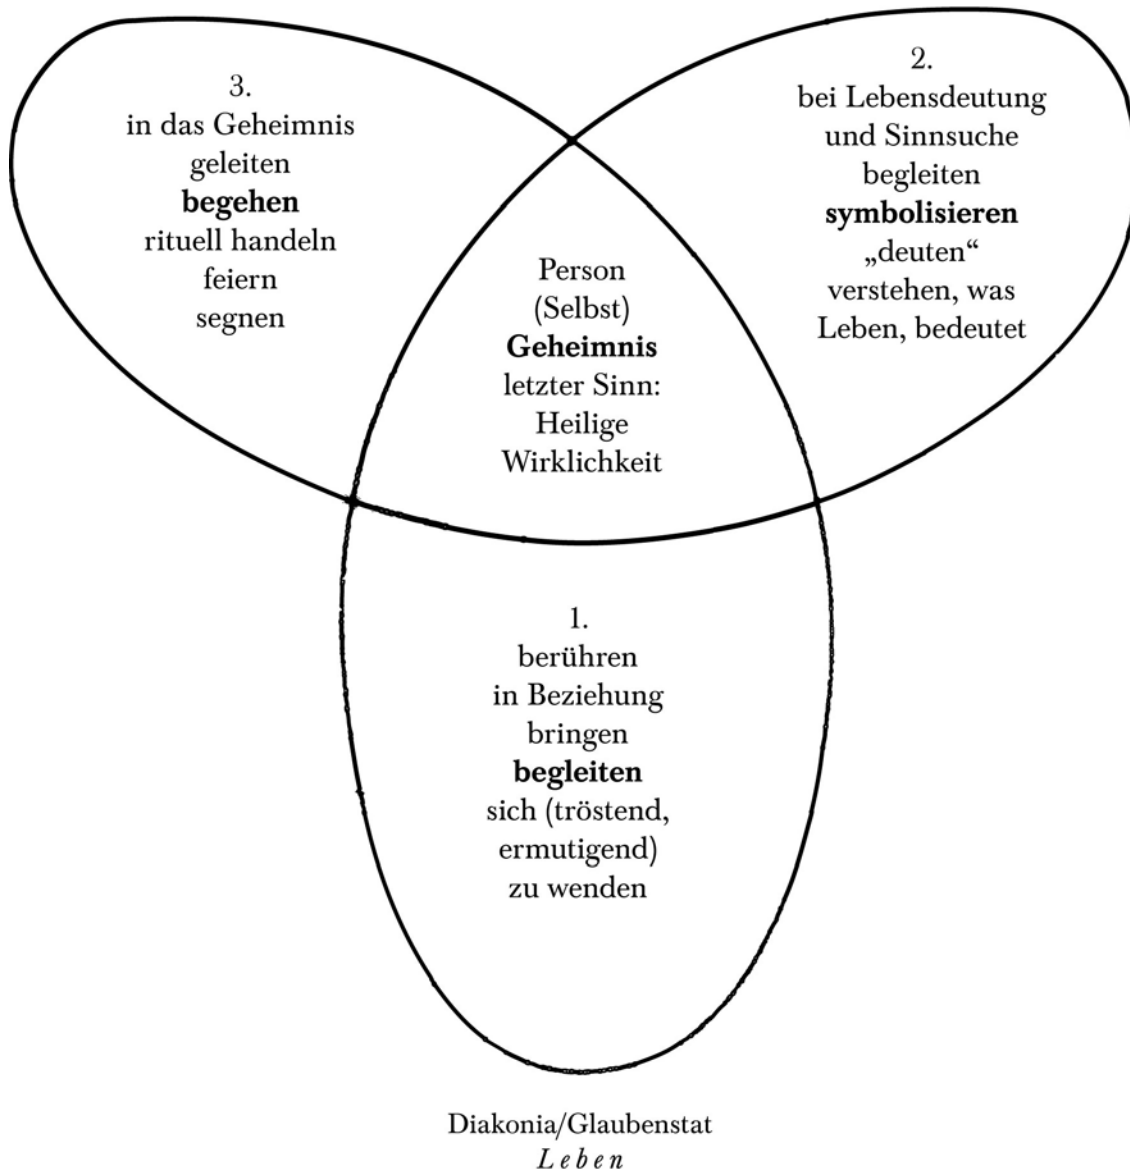 3.
in das Geheimnis
geleiten
begehen
rituell handeln
feiern
segnen
2.
bei Lebensdeutung
und Sinnsuche
begleiten
symbolisieren
„deuten“
verstehen, was
Leben, bedeutet
Person
(Selbst)
Geheimnis
letzter Sinn:
Heilige
Wirklichkeit
1.
berühren
in Beziehung
bringen
begleiten
sich (tröstend,
ermutigend)
zu wenden
Diakonia/Glaubenstat
Leben